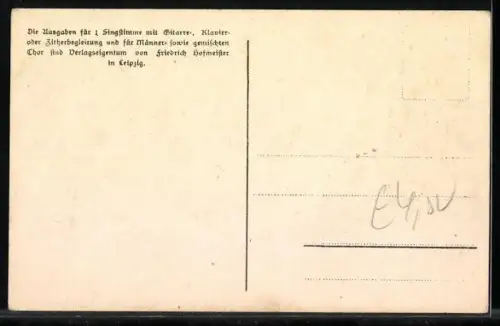 Die Ausgaben für 1 Singstimme mit Gitarre-, Klavier-
oder Zitherbegleitung und für Männer- sowie gemischten
Chor sind Verlagseigentum von Friedrich Hofmeister
in Leipzig.